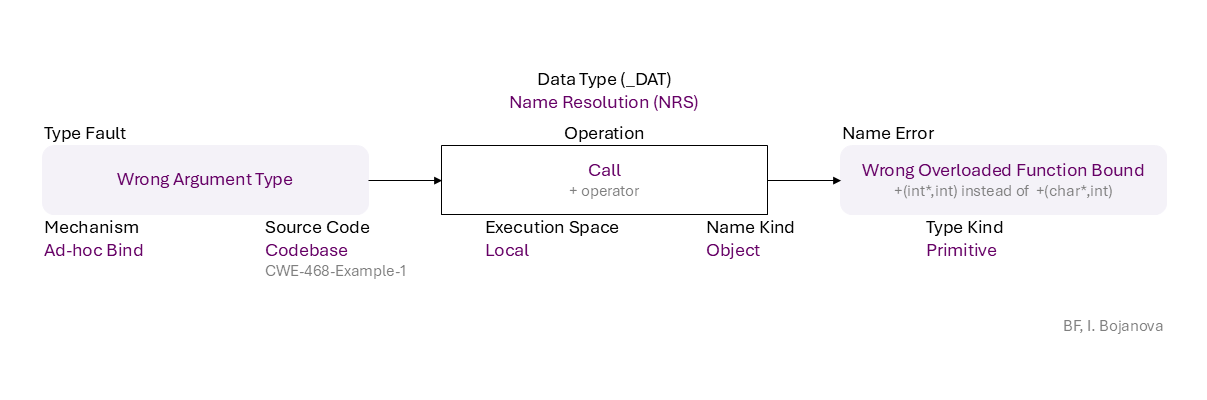 Data Type (_DAT)
Name Resolution (NRS)
Type Fault
Operation
Name Error
Wrong Argument Type
Call
+ operator
Wrong Overloaded Function Bound
+(int*,int) instead of +(char*,int)
Mechanism
Ad-hoc Bind
Source Code
Codebase
CWE-468-Example-1
Execution Space
Local
Name Kind
Object
Type Kind
Primitive
BF, I. Bojanova